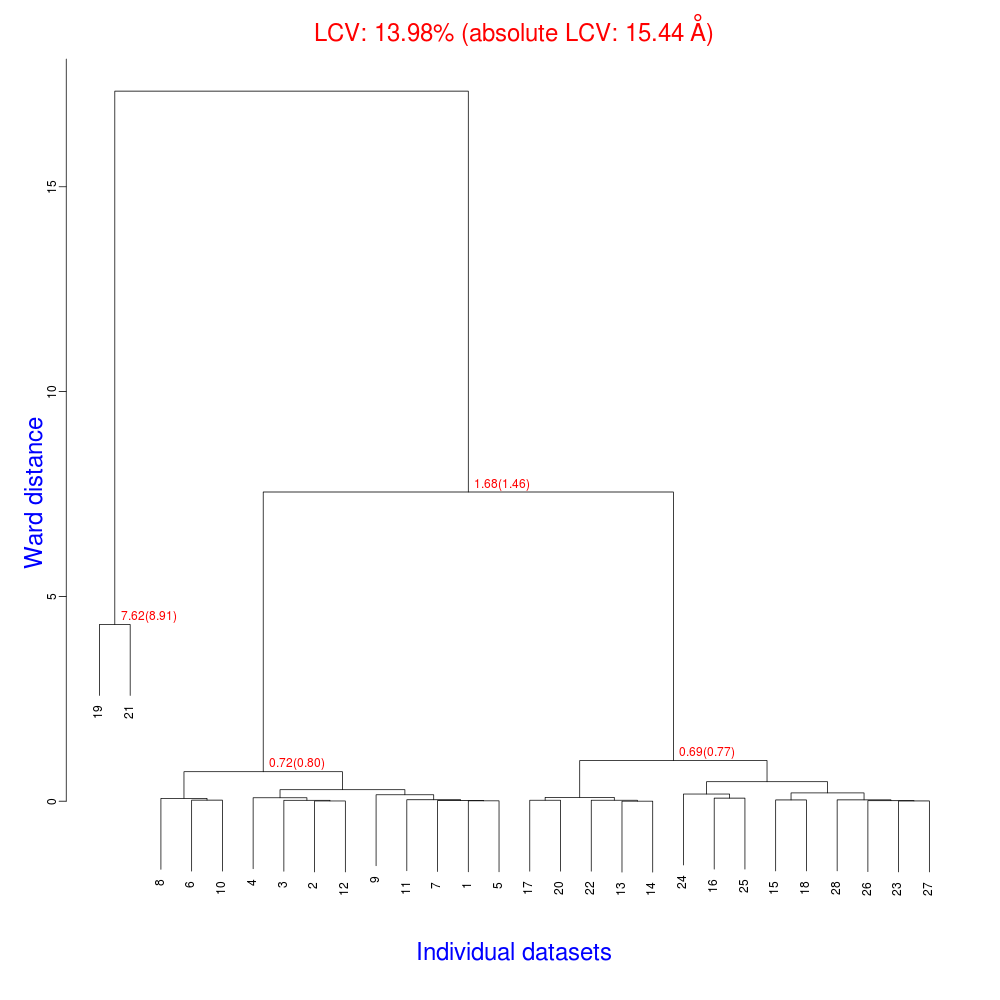 LCV: 13.98% (absolute LCV: 15.44 Å)
Ward distance
15
10
5
0
1.68(1.46)
7.62(8.91)
0.69(0.77)
0.72(0.80)
19 21
8 6 10 4 3 2 12 9 11 7 1 5 17 20 22 13 14 24 16 25 15 18 28 26 23 27
Individual datasets